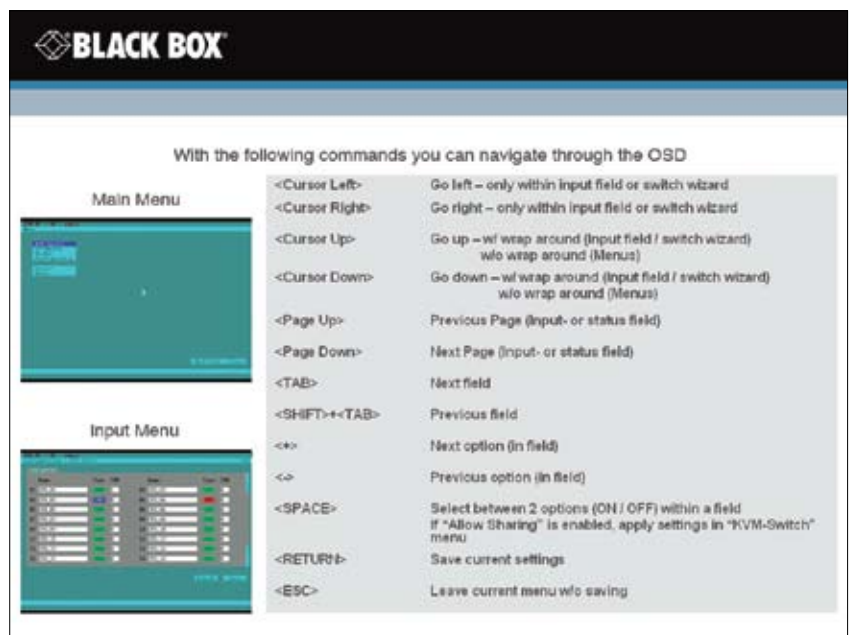 BLACK BOX
With the following commands you can navigate through the OSD
Main Menu
<Cursor Left> Go left – only within input field or switch wizard
<Cursor Right> Go right – only within input field or switch wizard
<Cursor Up> Go up – w/ wrap around (Input field / switch wizard)
w/o wrap around (Menus)
<Cursor Down> Go down – w/ wrap around (Input field / switch wizard)
w/o wrap around (Menus)
<Page Up> Previous Page (Input- or status field)
<Page Down> Next Page (Input- or status field)
<TAB> Next field
<SHIFT>+<TAB> Previous field
Input Menu
<+> Next option (in field)
<-> Previous option (in field)
<SPACE> Select between 2 options (ON / OFF) within a field
If "Allow Sharing" is enabled, apply settings in "KVM-Switch"
menu
<RETURN> Save current settings
<ESC> Leave current menu w/o saving